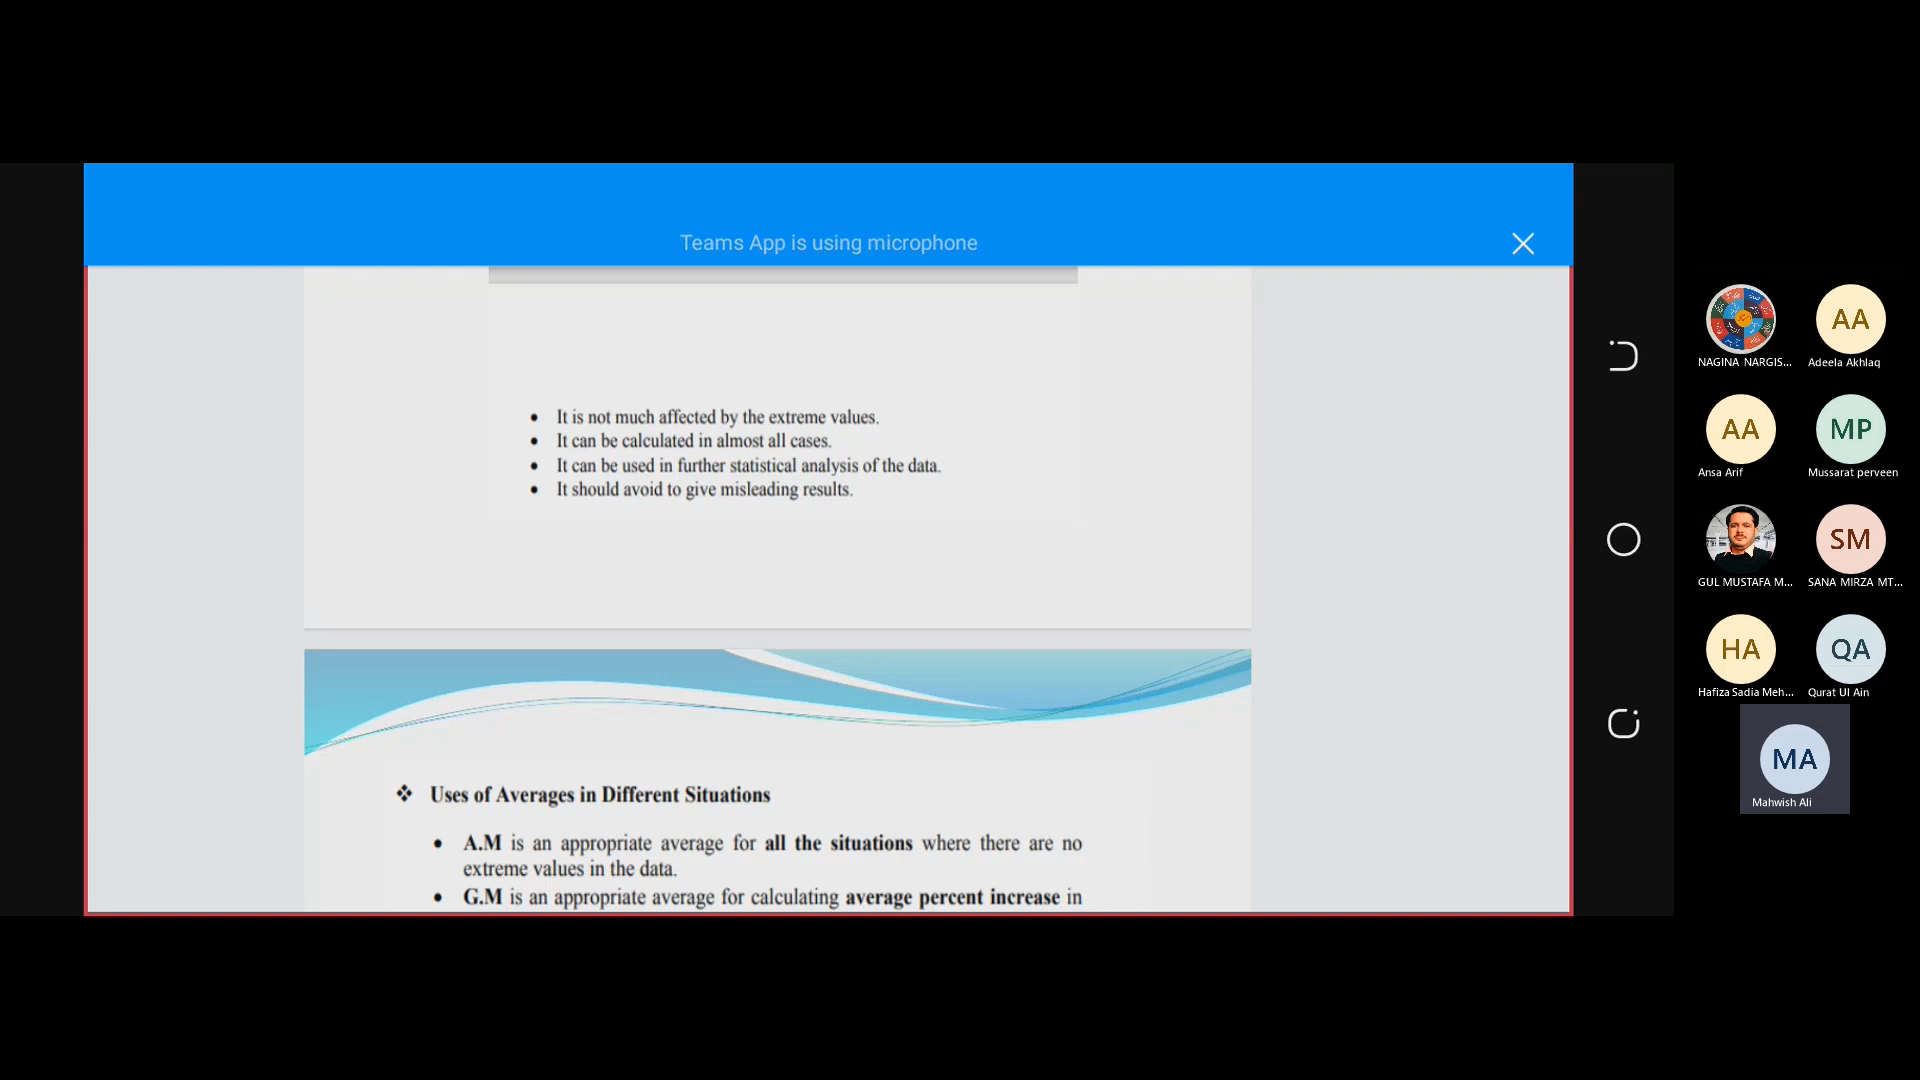 Teams App is using microphone
• It is not much affected by the extreme values.
• It can be calculated in almost all cases.
• It can be used in further statistical analysis of the data.
• It should avoid to give misleading results.
❖ Uses of Averages in Different Situations
• A.M is an appropriate average for all the situations where there are no
extreme values in the data.
• G.M is an appropriate average for calculating average percent increase in
NAGINA NARGIS...
AA
Adeela Akhlaq
AA
Ansa Arif
MP
Mussarat perveen
GUL MUSTAFA M...
SM
SANA MIRZA MT...
HA
Hafiza Sadia Meh...
QA
Qurat Ul Ain
MA
Mahwish Ali